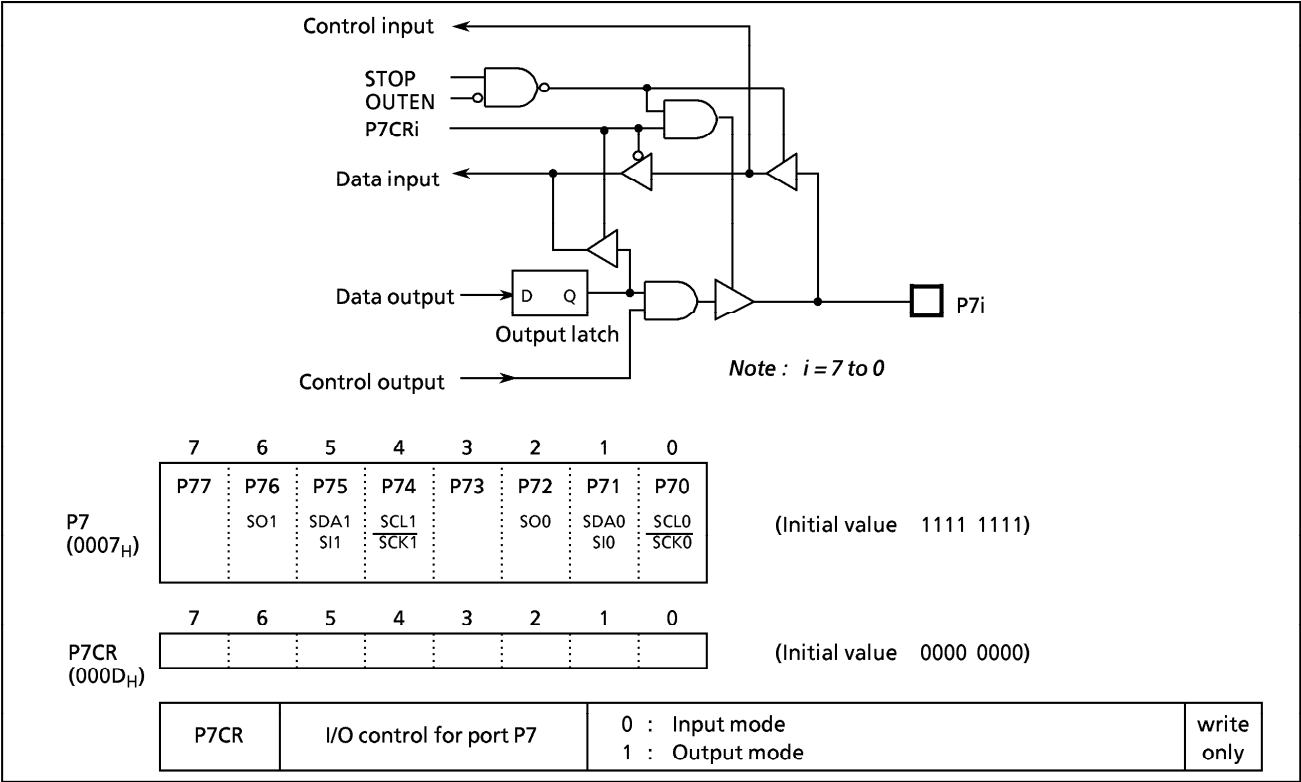 Control input
STOP
OUTEN
P7CRi
Data input
Data output
D Q
Output latch
P7i
Control output
Note : i = 7 to 0
7 6 5 4 3 2 1 0
P77 P76 P75 P74 P73 P72 P71 P70
SO1 SDA1 SCL1 SO0 SDA0 SCL0
SI1 SCK1 SI0 SCK0
P7
(0007H)
(Initial value 1111 1111)
7 6 5 4 3 2 1 0
P7CR
(000DH)
(Initial value 0000 0000)
P7CR I/O control for port P7
0 : Input mode
1 : Output mode
write
only